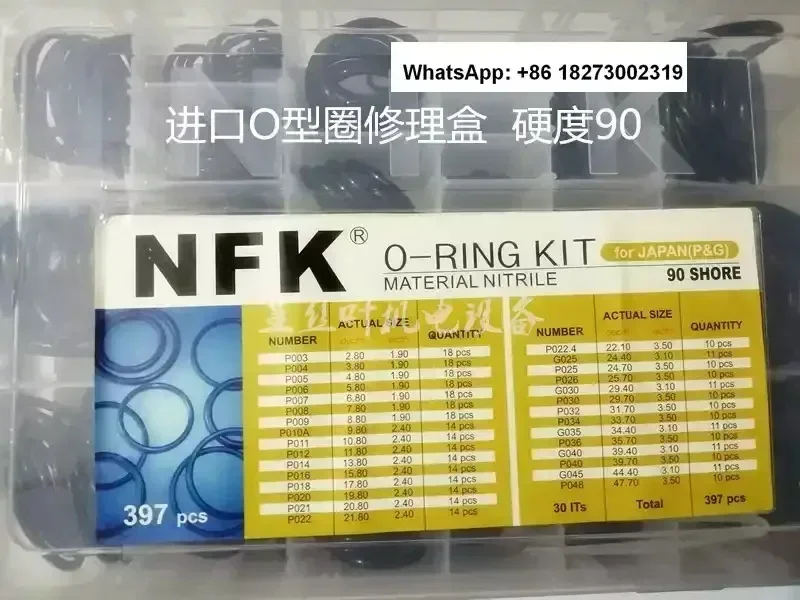 WhatsApp: +86 18273002319
进口O型圈修理盒 硬度90
NFK®
O-RING KIT for JAPAN(P&G)
MATERIAL NITRILE 90 SHORE
丝叶机电设备
ACTUAL SIZE
NUMBER QUANTITY
P003 2.80 1.90 18 pcs
P004 3.80 1.90 18 pcs
P005 4.80 1.90 18 pcs
P006 5.80 1.90 18 pcs
P007 6.80 1.90 18 pcs
P008 7.80 1.90 18 pcs
P009 8.80 1.90 18 pcs
P010A 9.80 2.40 14 pcs
P011 10.80 2.40 14 pcs
P012 11.80 2.40 14 pcs
P014 13.80 2.40 14 pcs
P016 15.80 2.40 14 pcs
P018 17.80 2.40 14 pcs
P020 19.80 2.40 14 pcs
P021 20.80 2.40 14 pcs
P022 21.80 2.40 14 pcs
ACTUAL SIZE
NUMBER QUANTITY
P022.4 22.10 3.50 10 pcs
G025 24.40 3.10 11 pcs
P025 24.70 3.50 10 pcs
P026 25.70 3.50 10 pcs
G030 29.40 3.10 11 pcs
P030 29.70 3.50 10 pcs
P032 31.70 3.50 10 pcs
P034 33.70 3.50 10 pcs
G035 34.40 3.10 11 pcs
P036 35.70 3.50 10 pcs
G040 39.40 3.10 11 pcs
P040 39.70 3.50 10 pcs
G045 44.40 3.10 11 pcs
P048 47.70 3.50 10 pcs
30 ITs Total 397 pcs
397 pcs